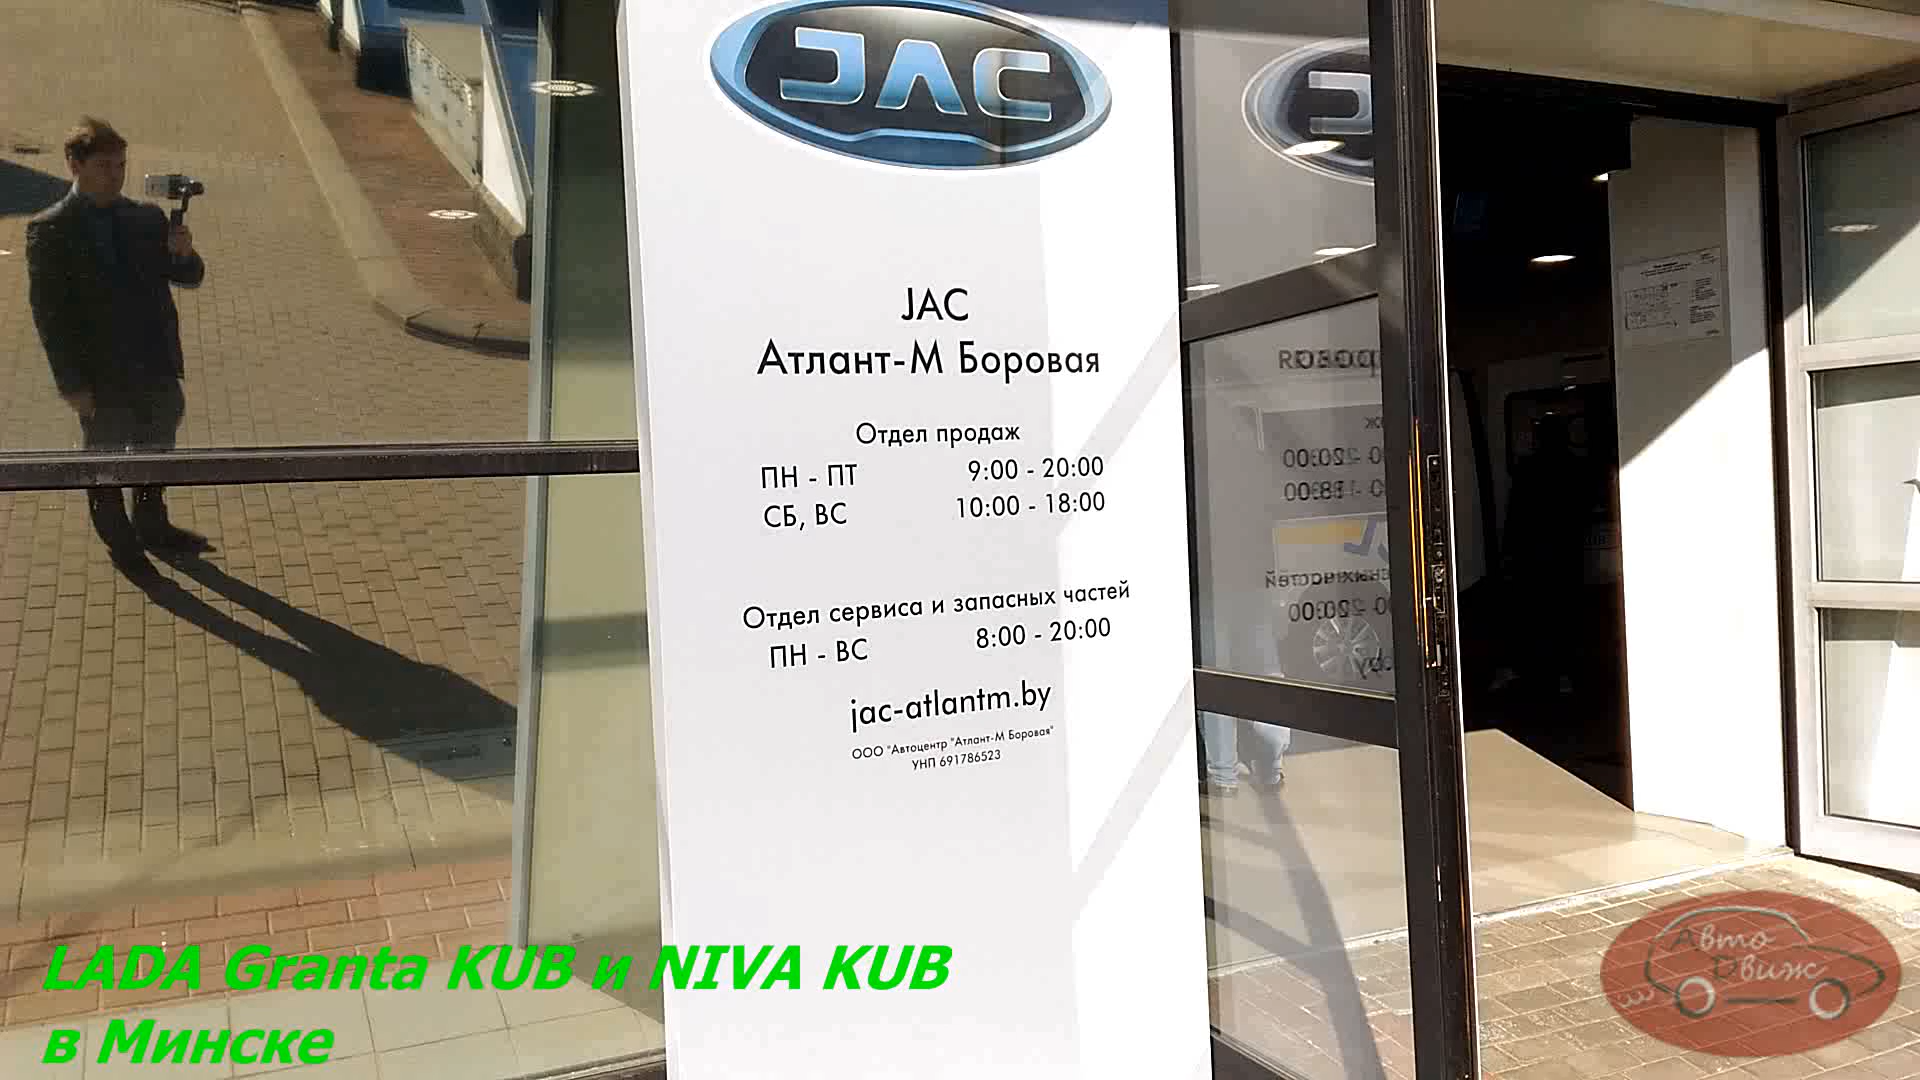 JAC
JAC
Атлант-М Боровая
Отдел продаж
ПН - ПТ 9:00 - 20:00
СБ, ВС 10:00 - 18:00
Отдел сервиса и запасных частей
ПН - ВС 8:00 - 20:00
jac-atlantm.by
ООО "Автоцентр "Атлант-М Боровая"
УНП 691786523
LADA Granta KUB и NIVA KUB
в Минске
Авто
Движ